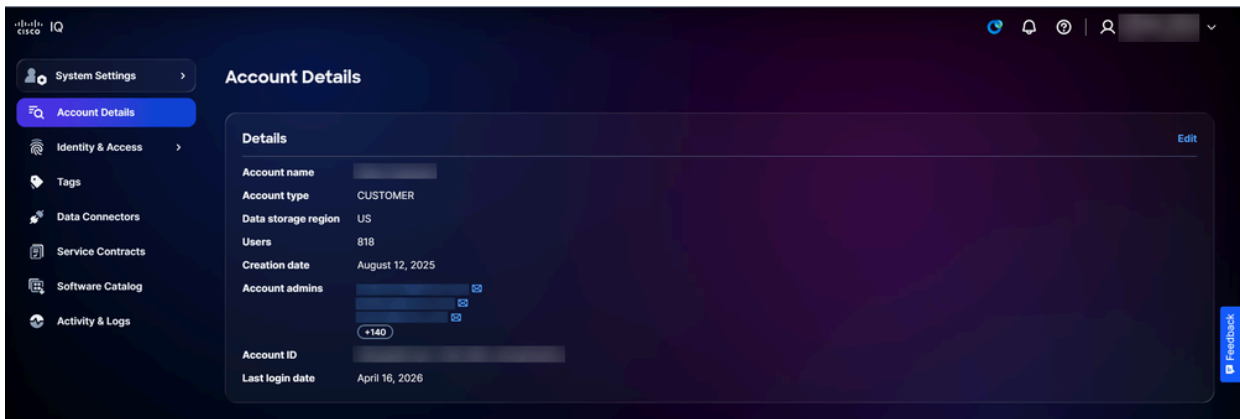 cisco IQ
System Settings
Account Details
Identity & Access
Tags
Data Connectors
Service Contracts
Software Catalog
Activity & Logs
Account Details
Details
Edit
Account name
Account type CUSTOMER
Data storage region US
Users 818
Creation date August 12, 2025
Account admins
+140
Account ID
Last login date April 16, 2026
Feedback